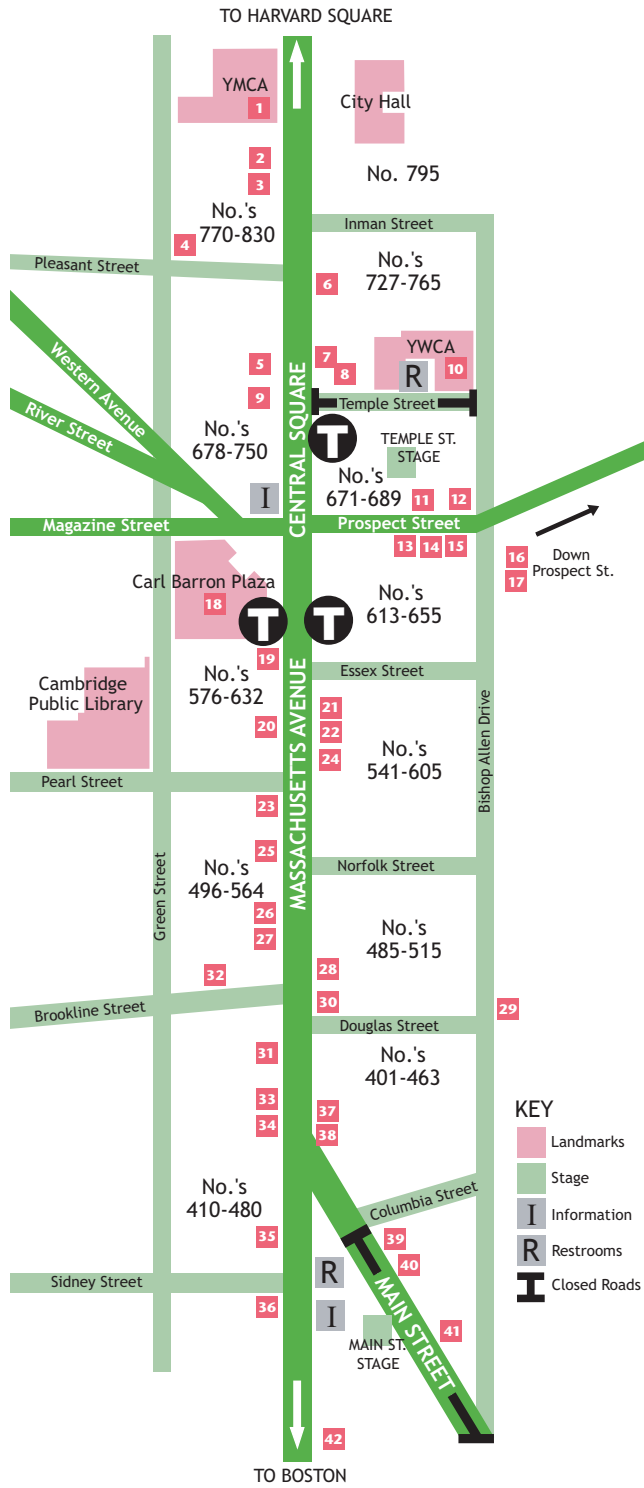 TO HARVARD SQUARE
YMCA
1
City Hall
2
3
No. 795
No.'s
770-830
4
Inman Street
Pleasant Street
No.'s
727-765
6
Western Avenue
River Street
5
7
8
YWCA
10
R
9
Temple Street
CENTRAL SQUARE
No.'s
678-750
T
TEMPLE ST.
STAGE
No.'s
671-689
I
11
12
Magazine Street
Prospect Street
13
14
15
16
17
Down
Prospect St.
Carl Barron Plaza
18
T
T
No.'s
613-655
19
Essex Street
Cambridge
Public Library
No.'s
576-632
20
21
22
24
No.'s
541-605
MASSACHUSETTS AVENUE
Bishop Allen Drive
Pearl Street
23
25
Green Street
No.'s
496-564
Norfolk Street
26
27
No.'s
485-515
32
28
Brookline Street
30
29
Douglas Street
31
No.'s
401-463
33
34
37
38
KEY
Landmarks
Stage
I
Information
R
Restrooms
Closed Roads
No.'s
410-480
Columbia Street
35
39
40
Sidney Street
R
MAIN STREET
36
I
41
MAIN ST.
STAGE
42
TO BOSTON